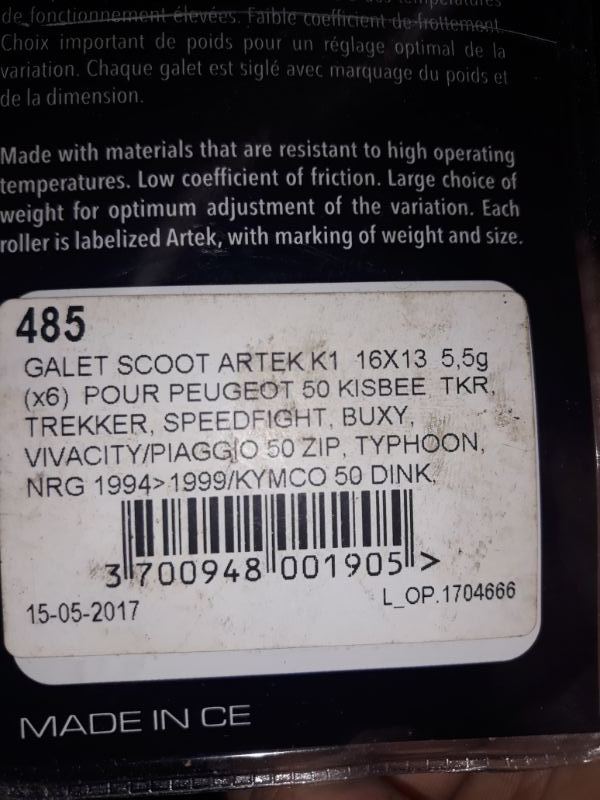 de fonctionnement élevées. Faible coefficient de frottement.
Choix important de poids pour un réglage optimal de la
variation. Chaque galet est siglé avec marquage du poids et
de la dimension.
Made with materials that are resistant to high operating
temperatures. Low coefficient of friction. Large choice of
weight for optimum adjustment of the variation. Each
roller is labelized Artek, with marking of weight and size.
485
GALET SCOOT ARTEK K1 16X13 5,5g
(x6) POUR PEUGEOT 50 KISBEE, TKR,
TREKKER, SPEEDFIGHT, BUXY,
VIVACITY/PIAGGIO 50 ZIP, TYPHOON,
NRG 1994>1999/KYMCO 50 DINK,
3 700948 001905 >
15-05-2017
L_OP.1704666
MADE IN CE